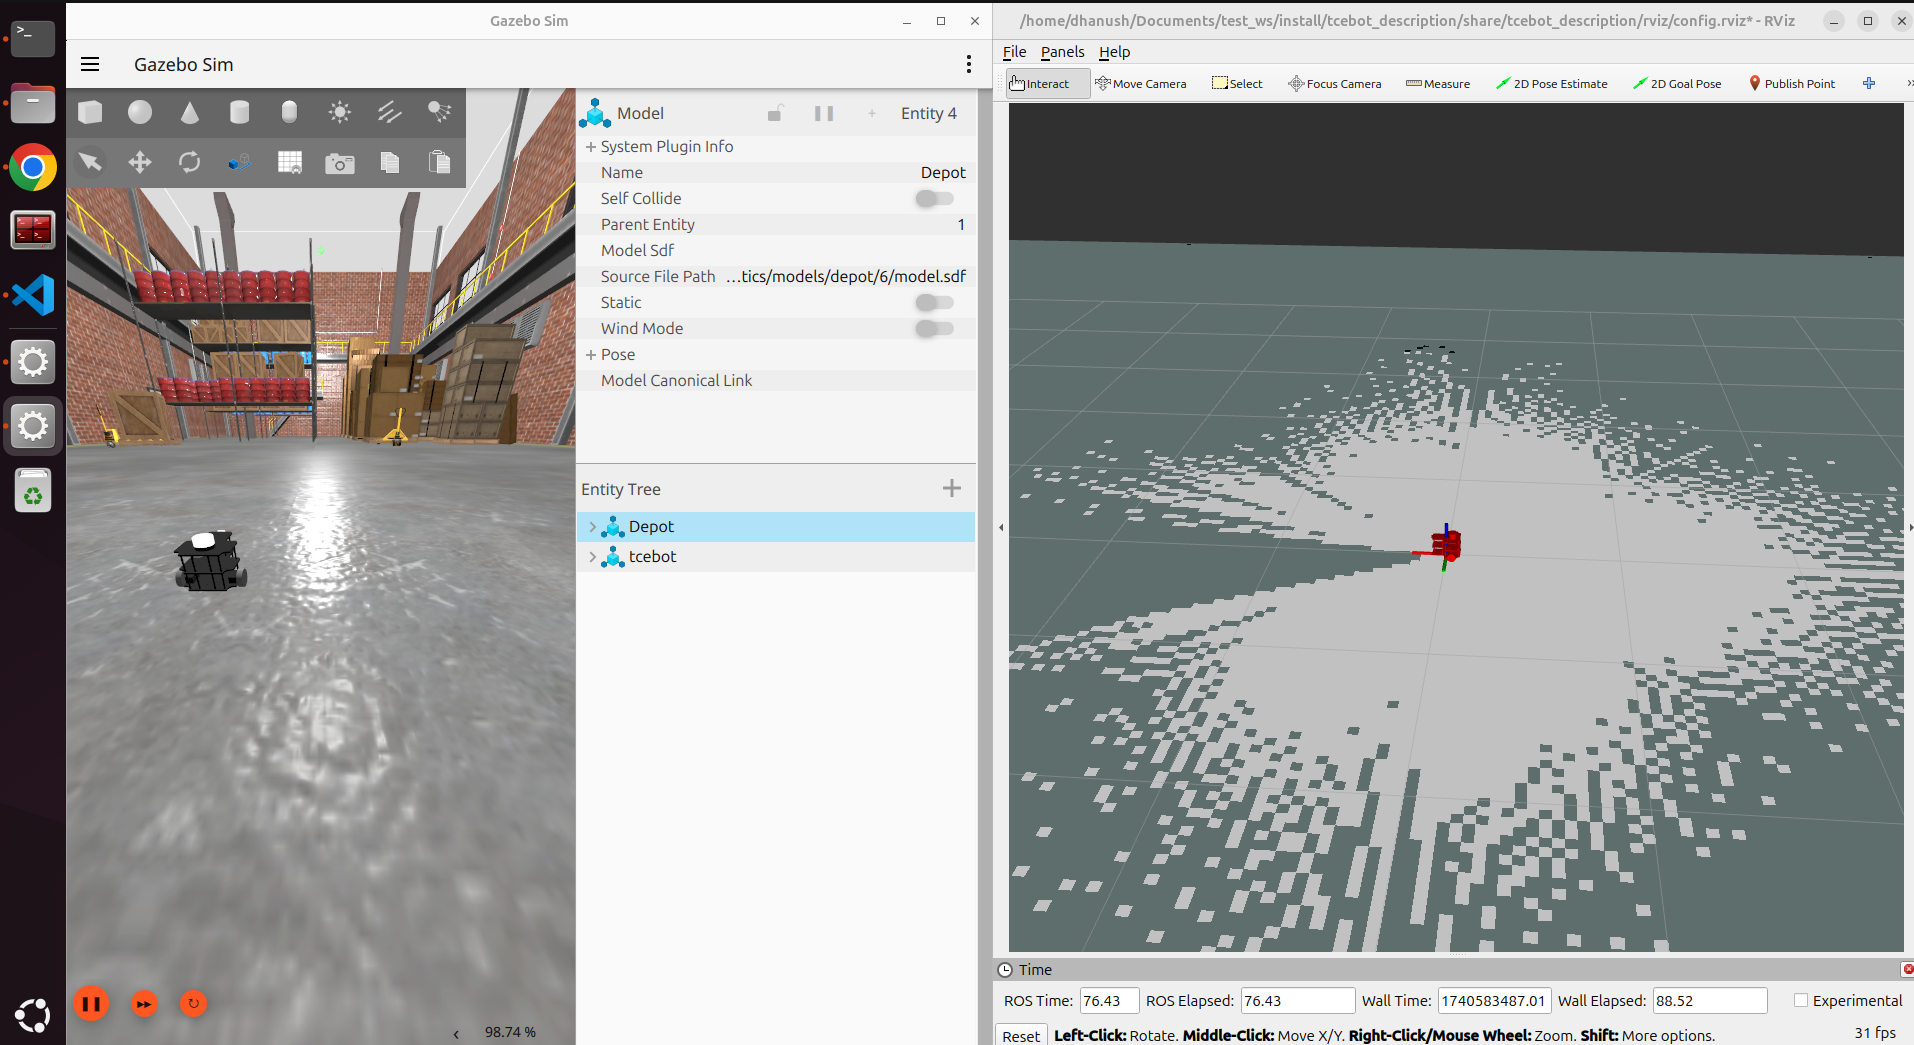 Gazebo Sim
Gazebo Sim
Model
Entity 4
System Plugin Info
Name Depot
Self Collide
Parent Entity 1
Model Sdf
Source File Path ...tics/models/depot/6/model.sdf
Static
Wind Mode
Pose
Model Canonical Link
Entity Tree
Depot
tcebot
98.74 %
/home/dhanush/Documents/test_ws/install/tcebot_description/share/tcebot_description/rviz/config.rviz* - RViz
File Panels Help
Interact Move Camera Select Focus Camera Measure 2D Pose Estimate 2D Goal Pose Publish Point
Time
ROS Time: 76.43 ROS Elapsed: 76.43 Wall Time: 1740583487.01 Wall Elapsed: 88.52 Experimental
Reset Left-Click: Rotate. Middle-Click: Move X/Y. Right-Click/Mouse Wheel: Zoom. Shift: More options. 31 fps